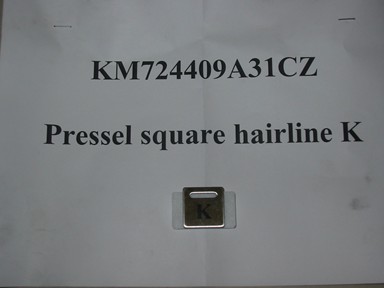 KM724409A31CZ
Pressel square hairline K
K